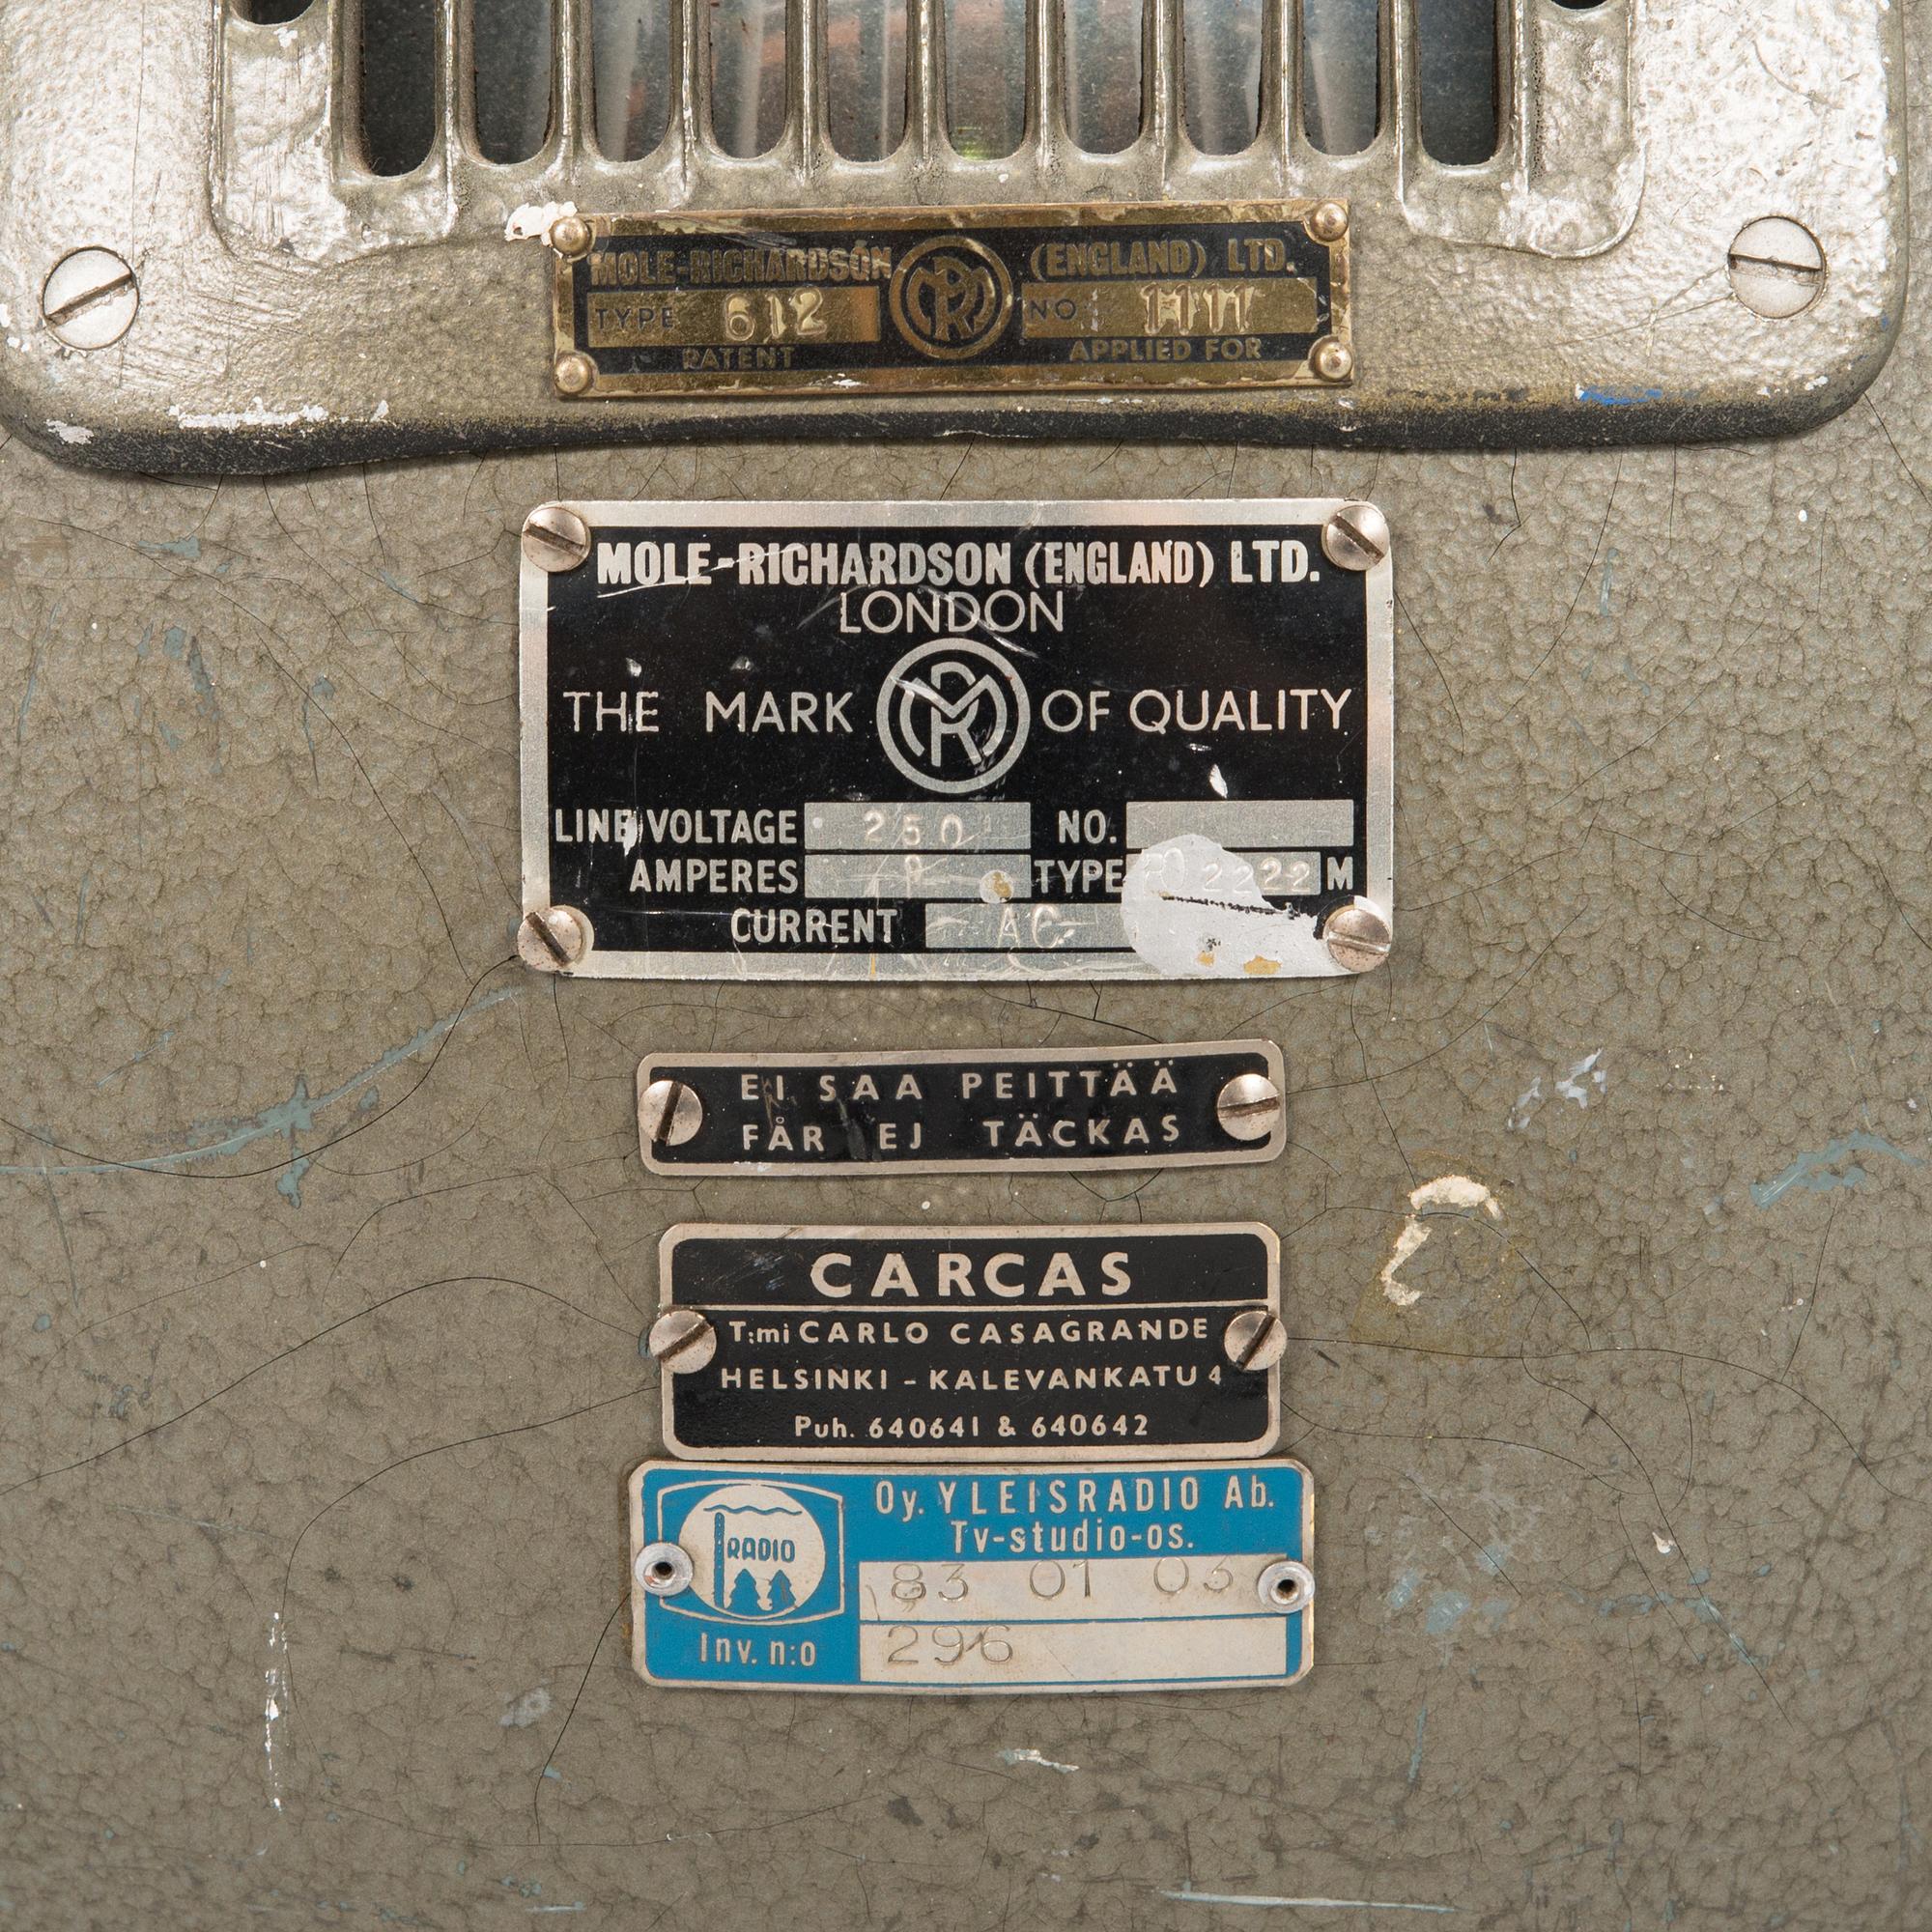 MOLE-RICHARDSON MR (ENGLAND) LTD.
TYPE 612 NO. 1111
PATENT APPLIED FOR
MOLE-RICHARDSON (ENGLAND) LTD.
LONDON
THE MARK MR OF QUALITY
LINE VOLTAGE 250 NO.
AMPERES TYPE 2222 M
CURRENT AC
EI SAA PEITTÄÄ
FÅR EJ TÄCKAS
CARCAS
T:mi CARLO CASAGRANDE
HELSINKI - KALEVANKATU 4
Puh. 640641 & 640642
Oy. YLEISRADIO Ab.
Tv-studio-os.
RADIO
83 01 03
Inv. n:o 296